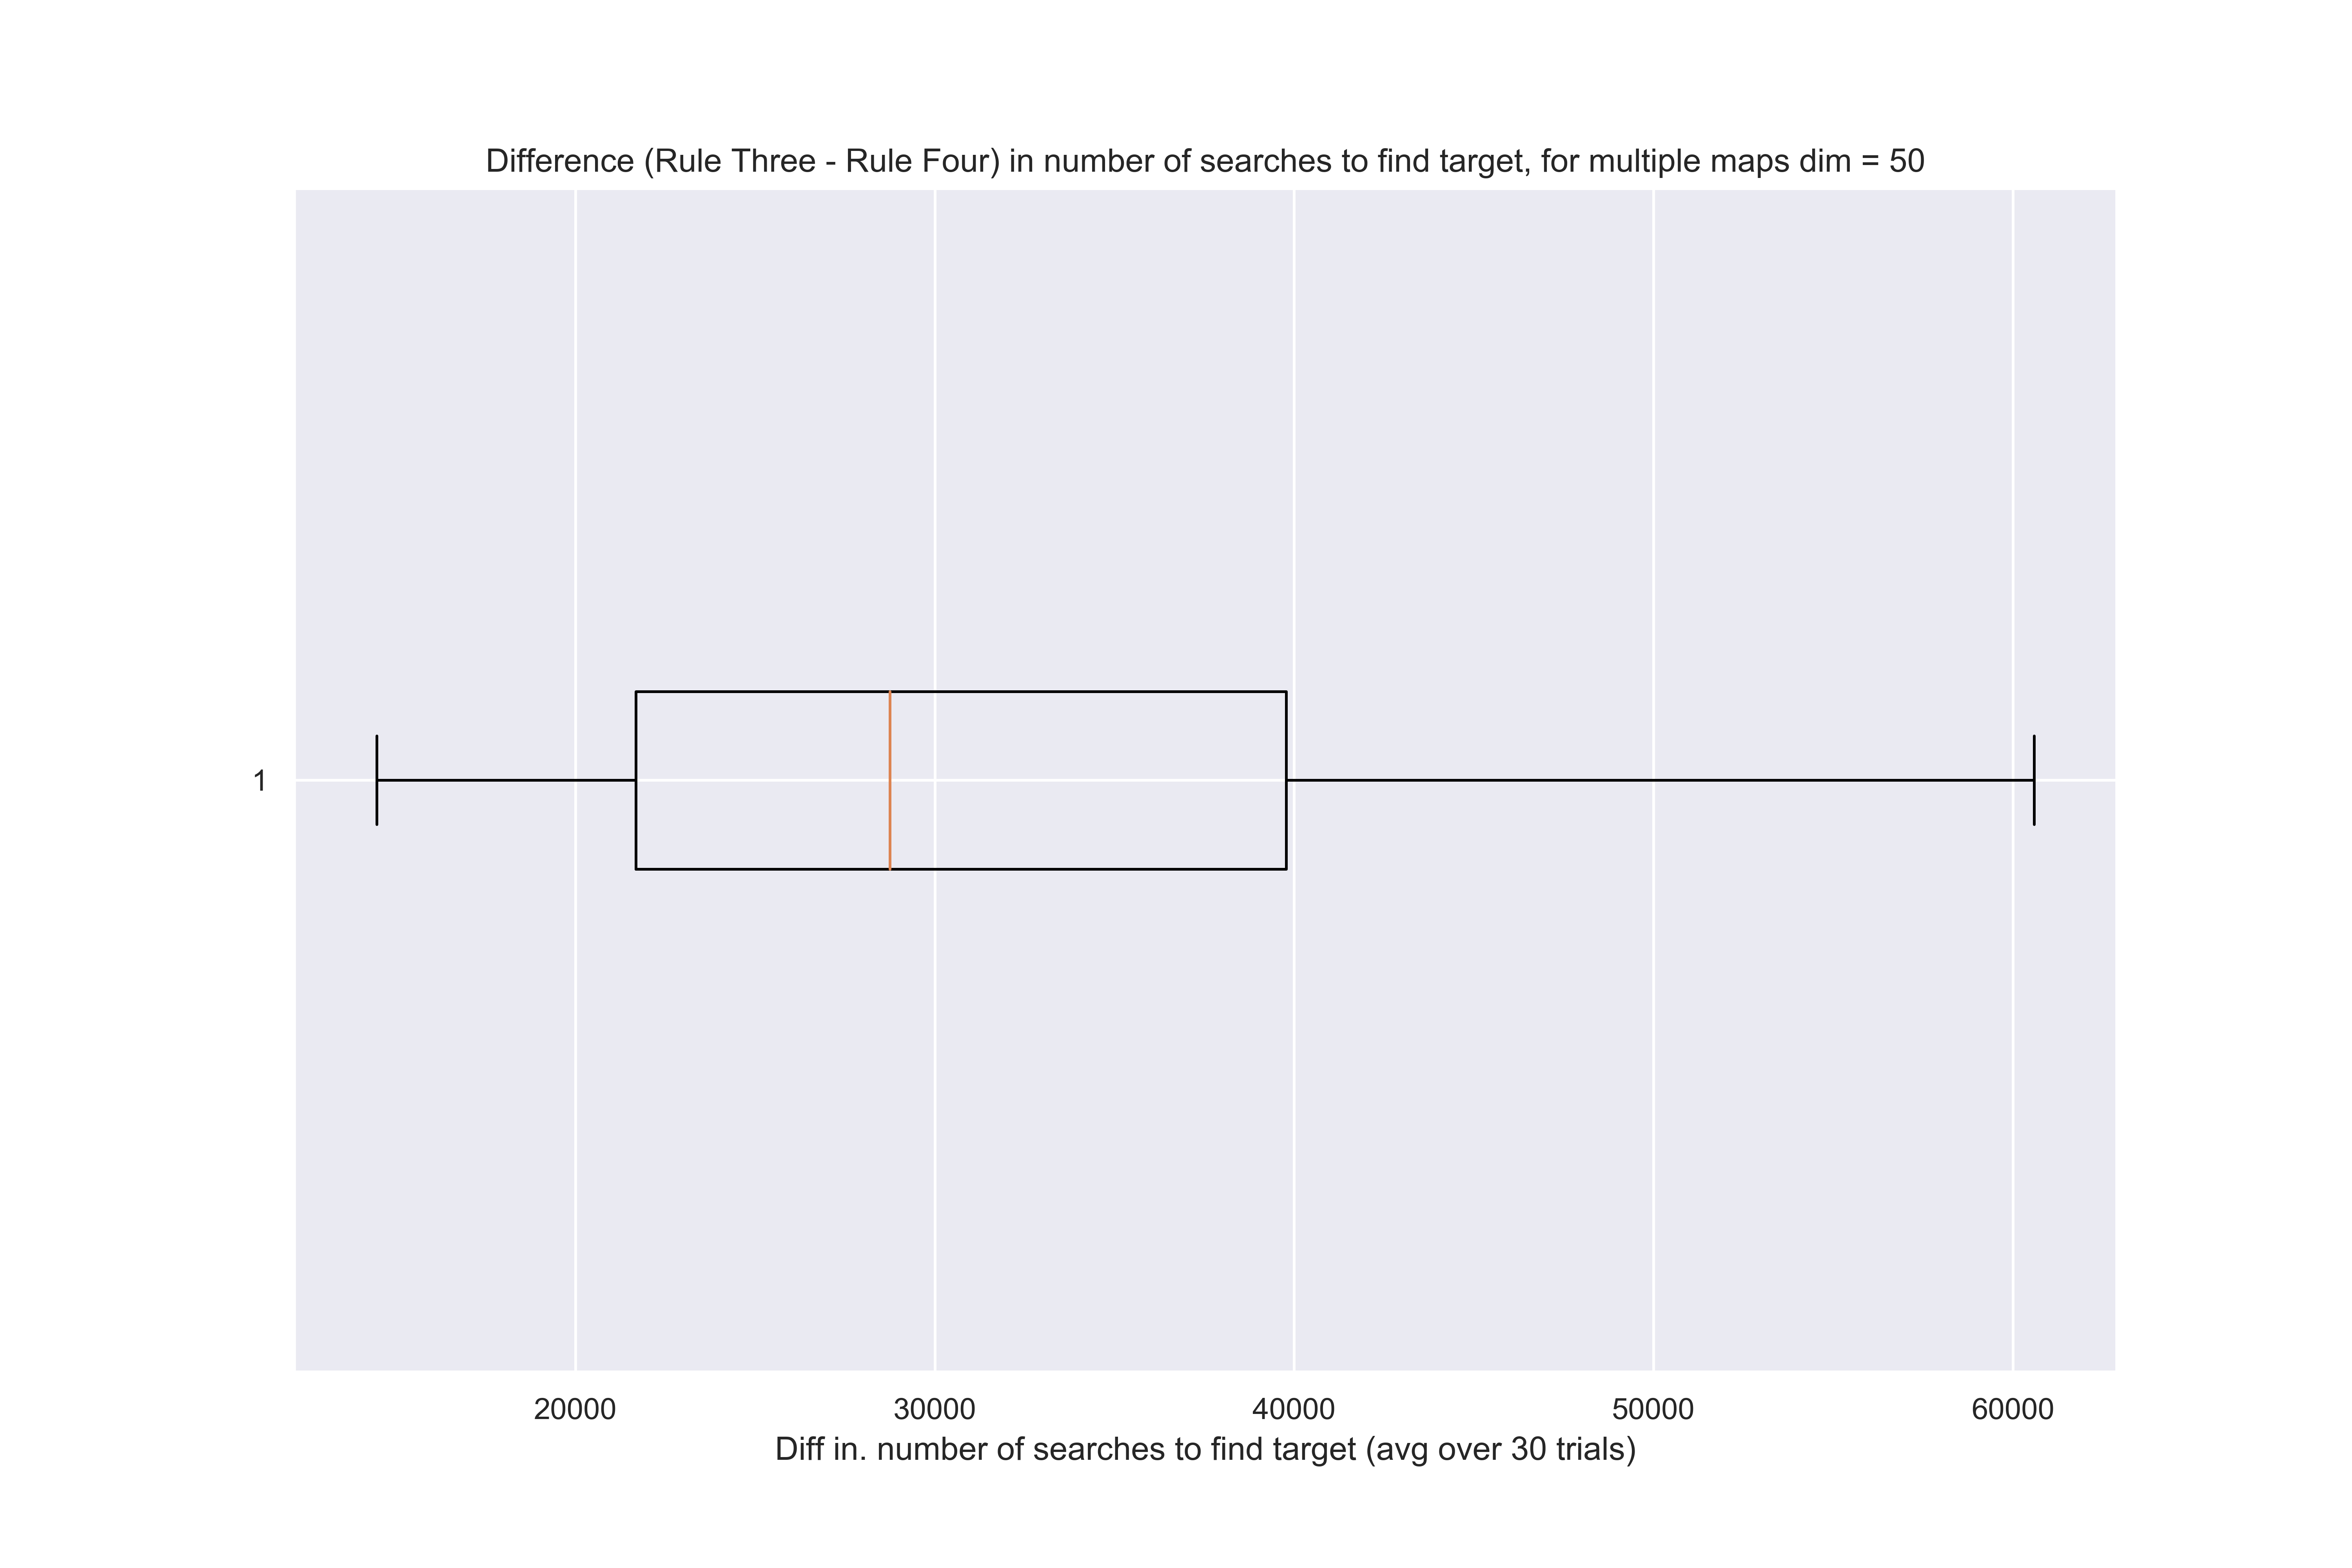 Difference (Rule Three - Rule Four) in number of searches to find target, for multiple maps dim = 50
1
20000 30000 40000 50000 60000
Diff in. number of searches to find target (avg over 30 trials)